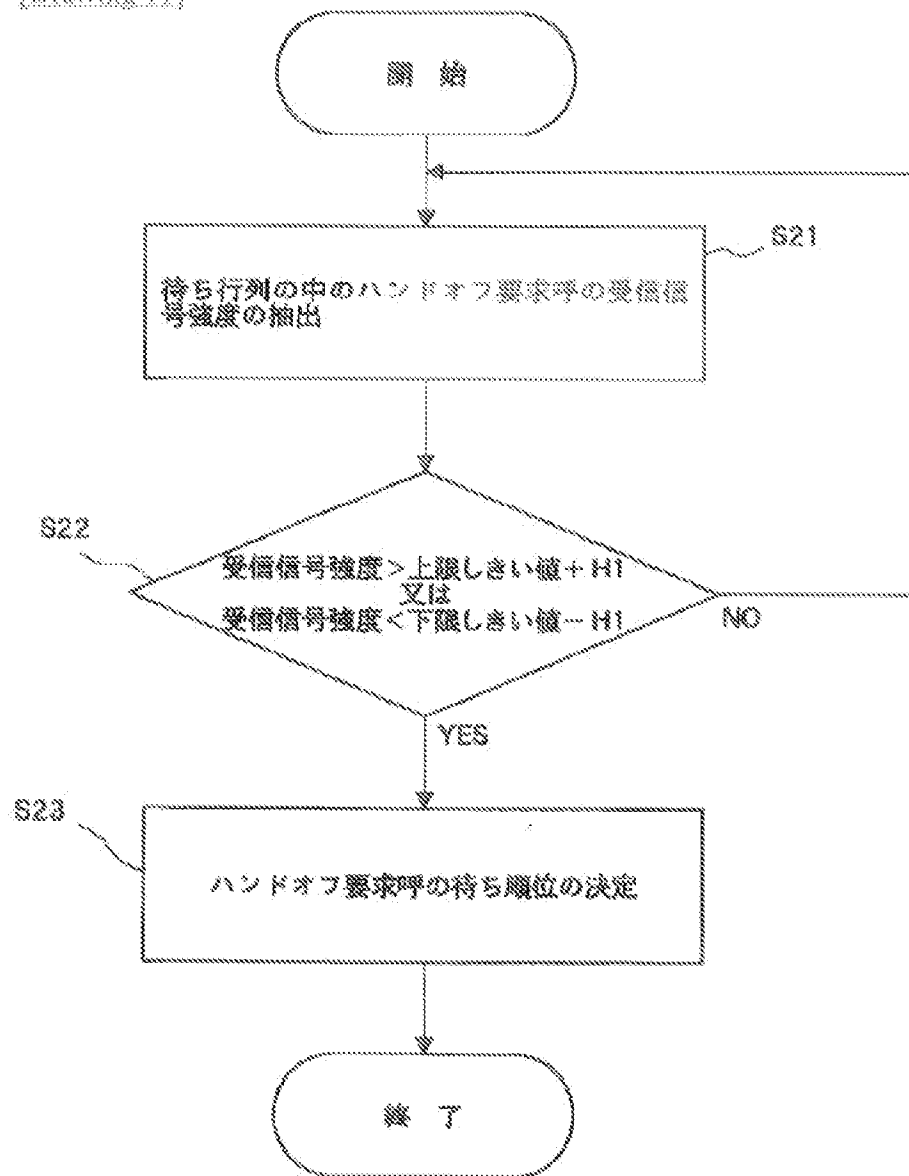 開 始
S21
待ち行列の中のハンドオフ要求呼の受信信
号強度の抽出
S22
受信信号強度>上限しきい値+H1
又は
受信信号強度<下限しきい値-H1
NO
YES
S23
ハンドオフ要求呼の待ち順位の決定
終 了